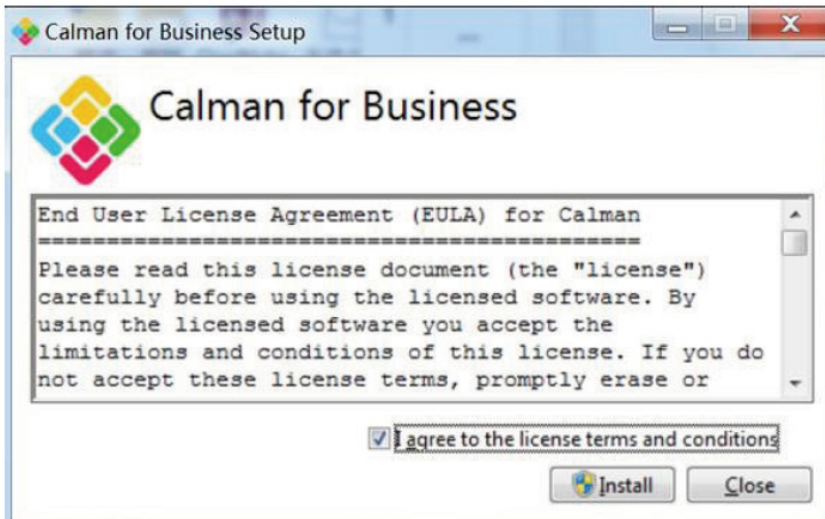 Calman for Business Setup
Calman for Business
End User License Agreement (EULA) for Calman
============================================
Please read this license document (the "license")
carefully before using the licensed software. By
using the licensed software you accept the
limitations and conditions of this license. If you do
not accept these license terms, promptly erase or
I agree to the license terms and conditions
Install
Close